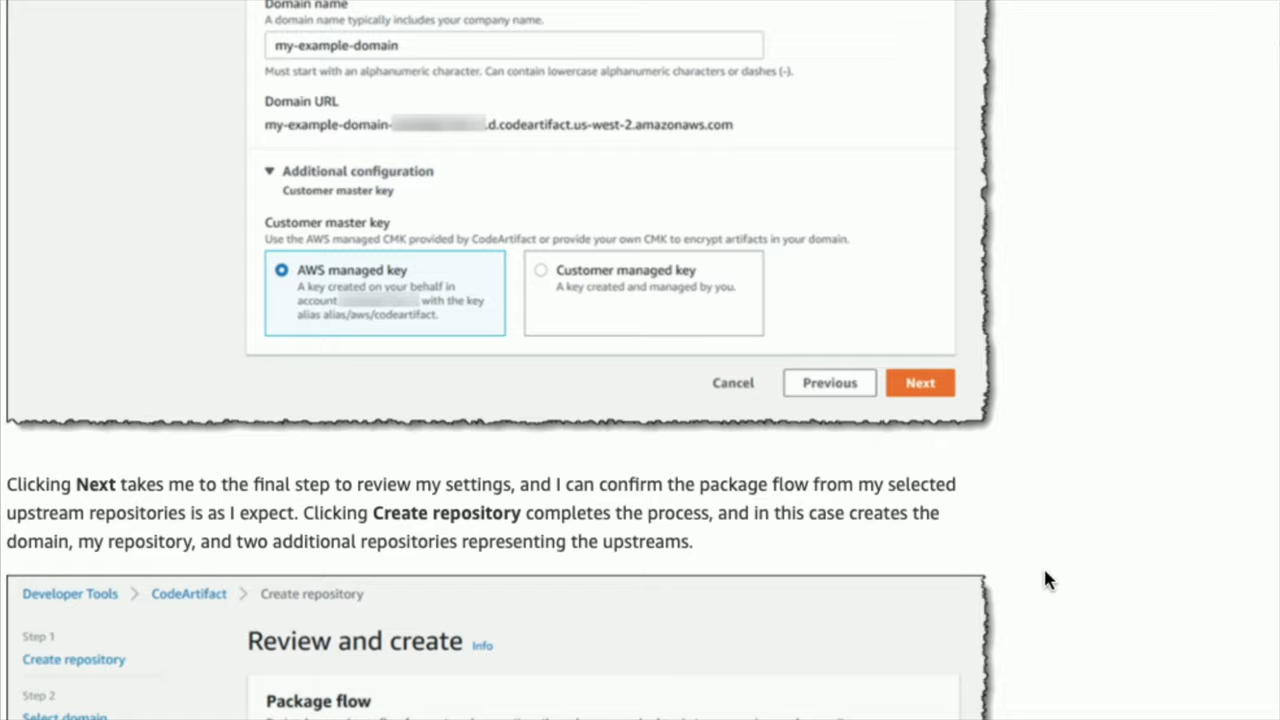 Domain name
A domain name typically includes your company name.
my-example-domain
Must start with an alphanumeric character. Can contain lowercase alphanumeric characters or dashes (-).
Domain URL
my-example-domain- .d.codeartifact.us-west-2.amazonaws.com
Additional configuration
Customer master key
Customer master key
Use the AWS managed CMK provided by CodeArtifact or provide your own CMK to encrypt artifacts in your domain.
AWS managed key
A key created on your behalf in
account with the key
alias alias/aws/codeartifact.
Customer managed key
A key created and managed by you.
Cancel Previous Next
Clicking Next takes me to the final step to review my settings, and I can confirm the package flow from my selected
upstream repositories is as I expect. Clicking Create repository completes the process, and in this case creates the
domain, my repository, and two additional repositories representing the upstreams.
Developer Tools CodeArtifact Create repository
Step 1
Create repository
Step 2
Select domain
Review and create Info
Package flow